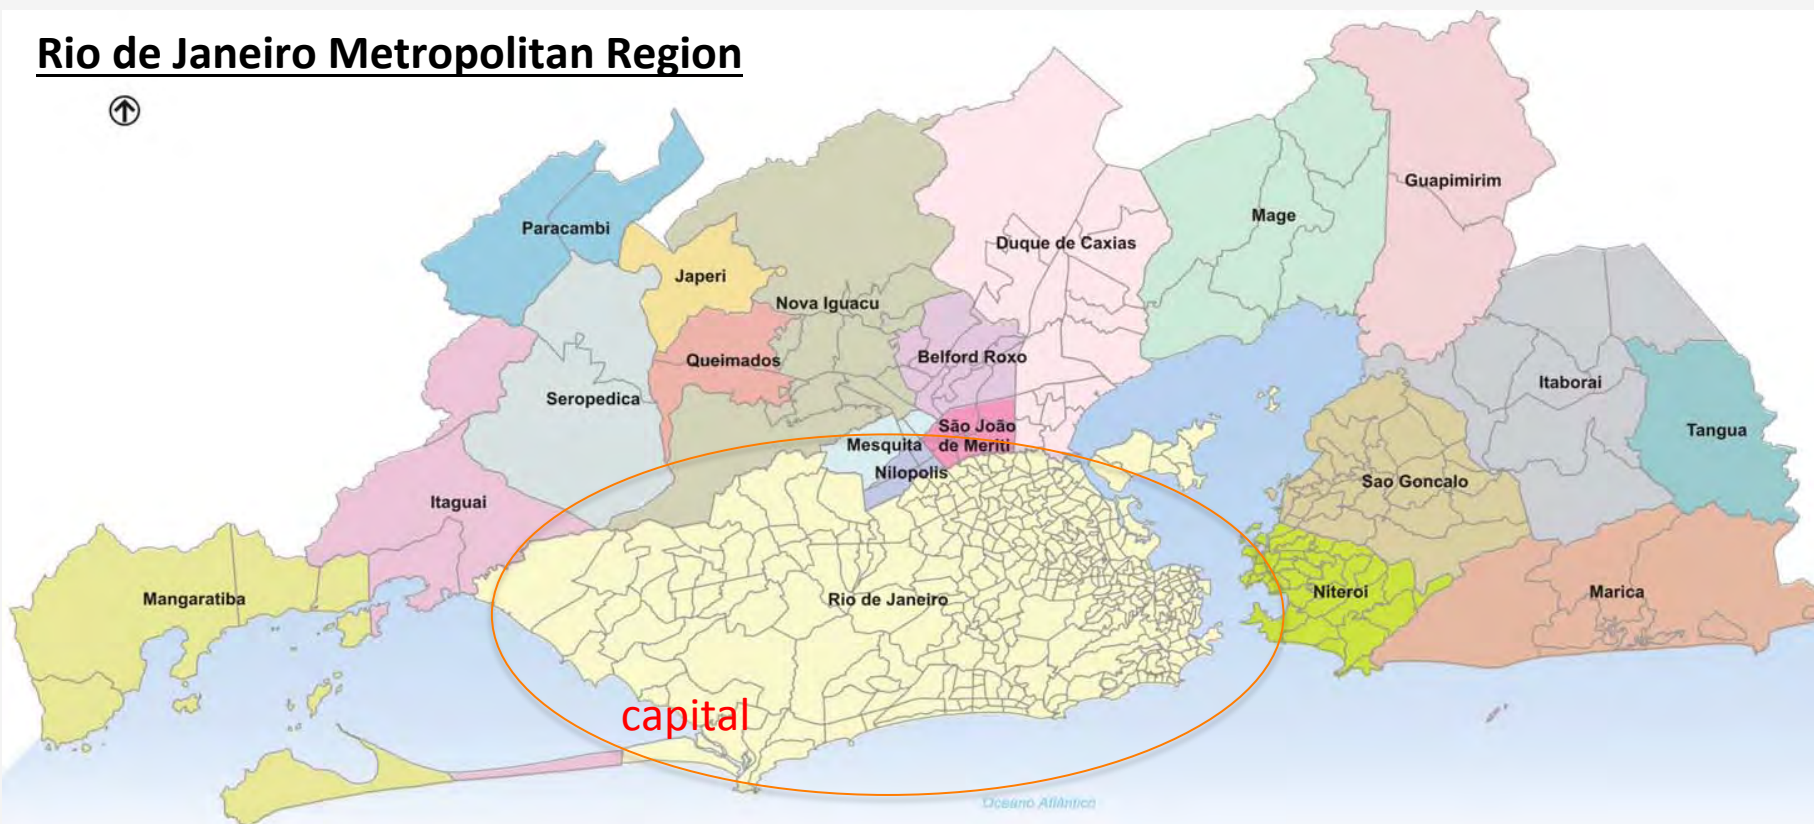 Rio de Janeiro Metropolitan Region
Guapimirim
Mage
Paracambi
Duque de Caxias
Japeri
Nova Iguacu
Queimados
Belford Roxo
Itaborai
Seropedica
São João
de Meriti
Tangua
Mesquita
Nilopolis
Sao Goncalo
Itaguai
Mangaratiba
Rio de Janeiro
Niteroi
Marica
capital
Oceano Atlântico